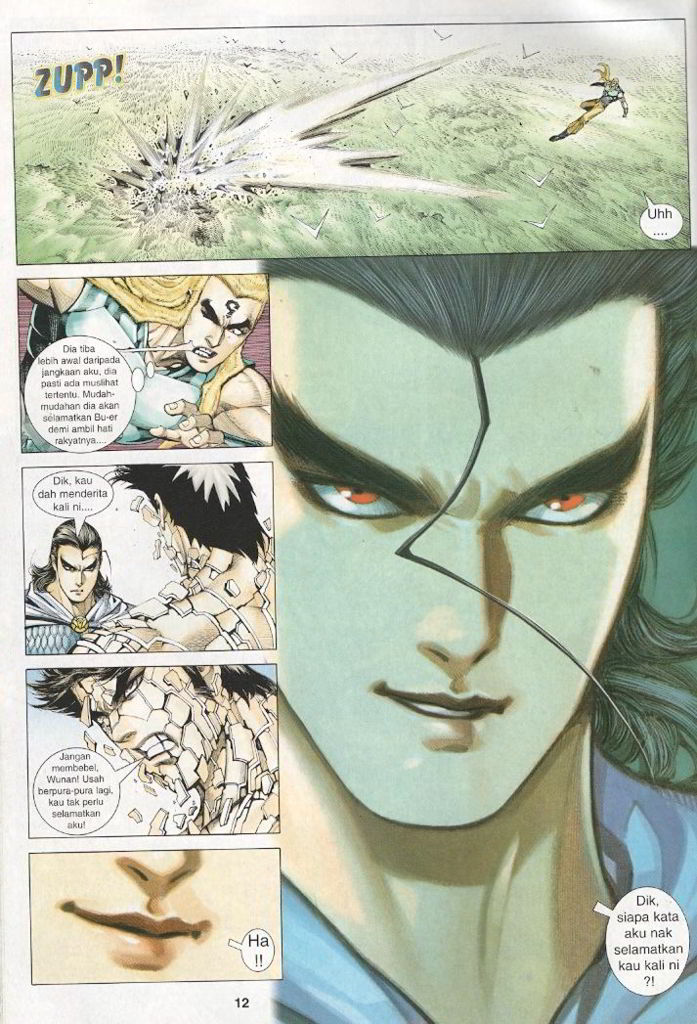 ZUPP!
Uhh
....
Dia tiba
lebih awal daripada
jangkaan aku, dia
pasti ada muslihat
tertentu. Mudah-
mudahan dia akan
selamatkan Bu-er
demi ambil hati
rakyatnya....
Dik, kau
dah menderita
kali ni....
Jangan
membebel,
Wunan! Usah
berpura-pura lagi,
kau tak perlu
selamatkan
aku!
Ha
!!
Dik,
siapa kata
aku nak
selamatkan
kau kali ni
?!
12